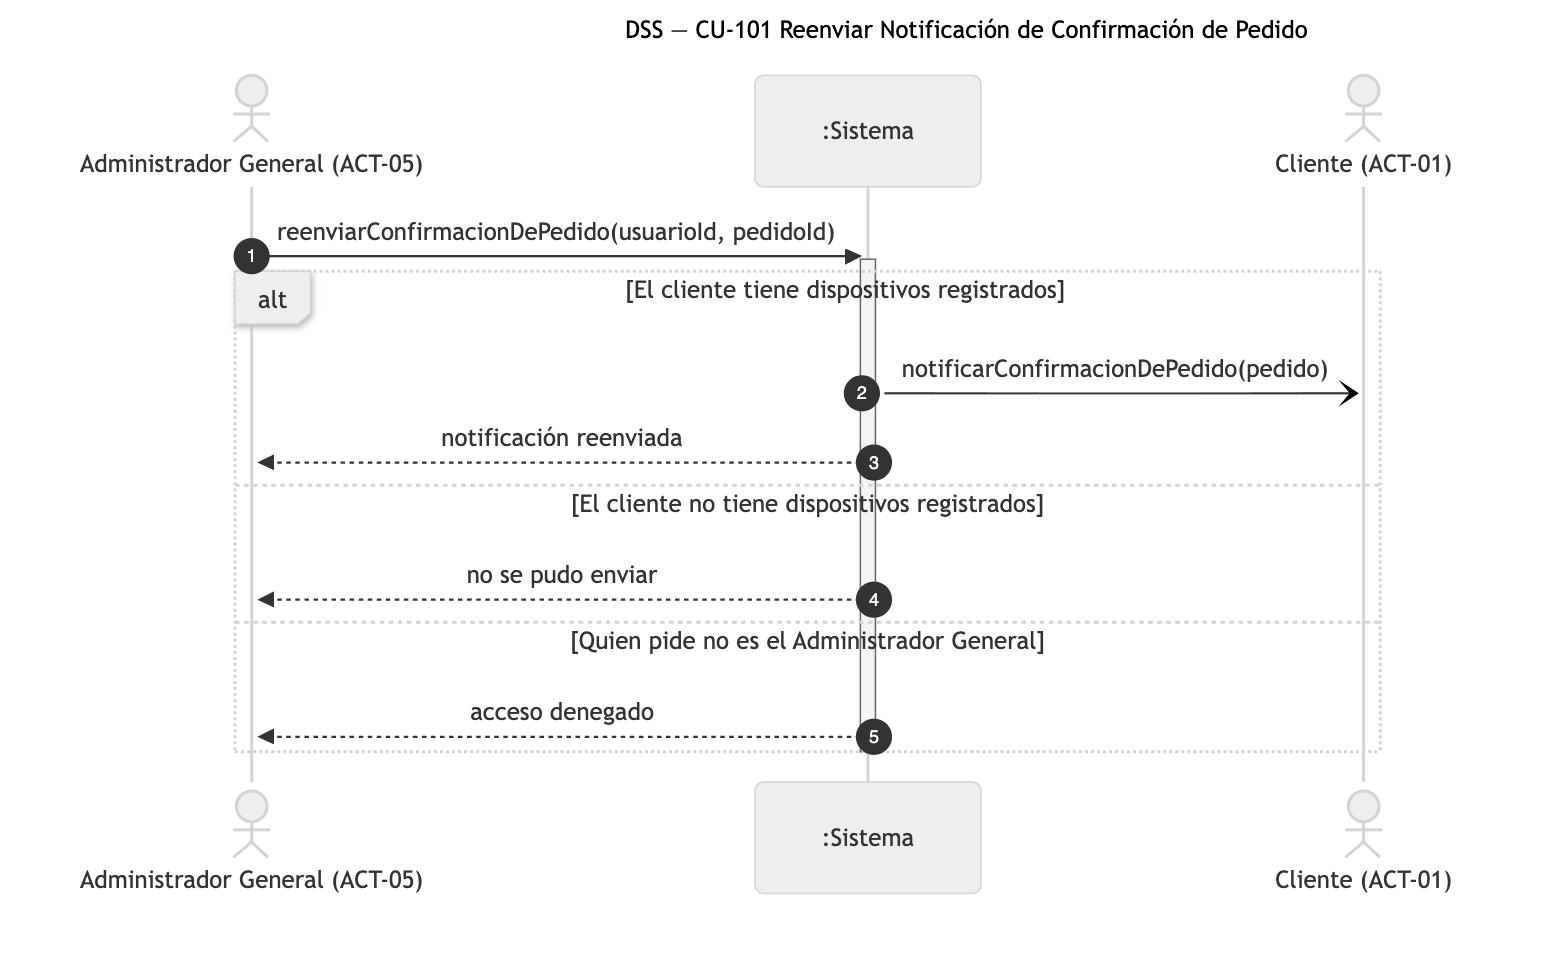 DSS — CU-101 Reenviar Notificación de Confirmación de Pedido
Administrador General (ACT-05)
:Sistema
Cliente (ACT-01)
reenviarConfirmacionDePedido(usuarioId, pedidoId)
1
alt
[El cliente tiene dispositivos registrados]
notificarConfirmacionDePedido(pedido)
2
notificación reenviada
3
[El cliente no tiene dispositivos registrados]
no se pudo enviar
4
[Quien pide no es el Administrador General]
acceso denegado
5
:Sistema
Administrador General (ACT-05)
Cliente (ACT-01)